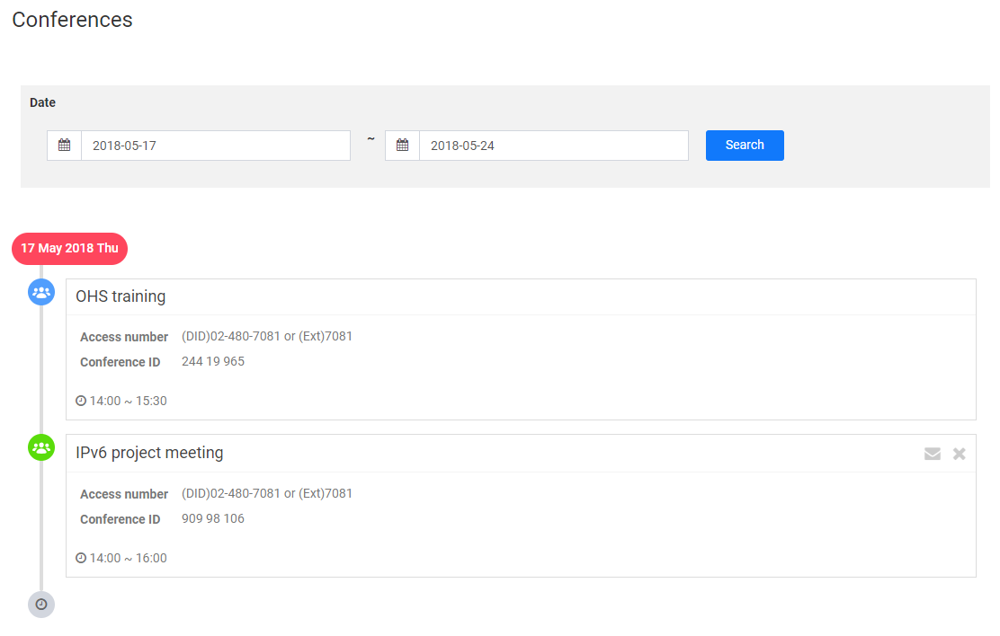 Conferences
Date
2018-05-17 ~ 2018-05-24 Search
17 May 2018 Thu
OHS training
Access number (DID)02-480-7081 or (Ext)7081
Conference ID 244 19 965
14:00 ~ 15:30
IPv6 project meeting
Access number (DID)02-480-7081 or (Ext)7081
Conference ID 909 98 106
14:00 ~ 16:00